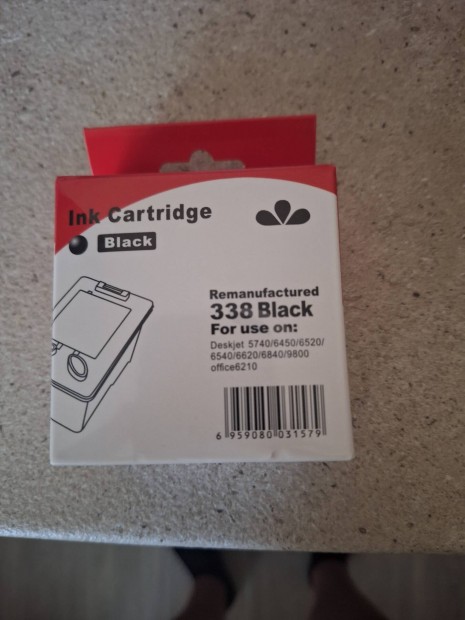 Ink Cartridge
Black
Remanufactured
338 Black
For use on:
Deskjet 5740/6450/6520/
6540/6620/6840/9800
office6210
6 959080 031579